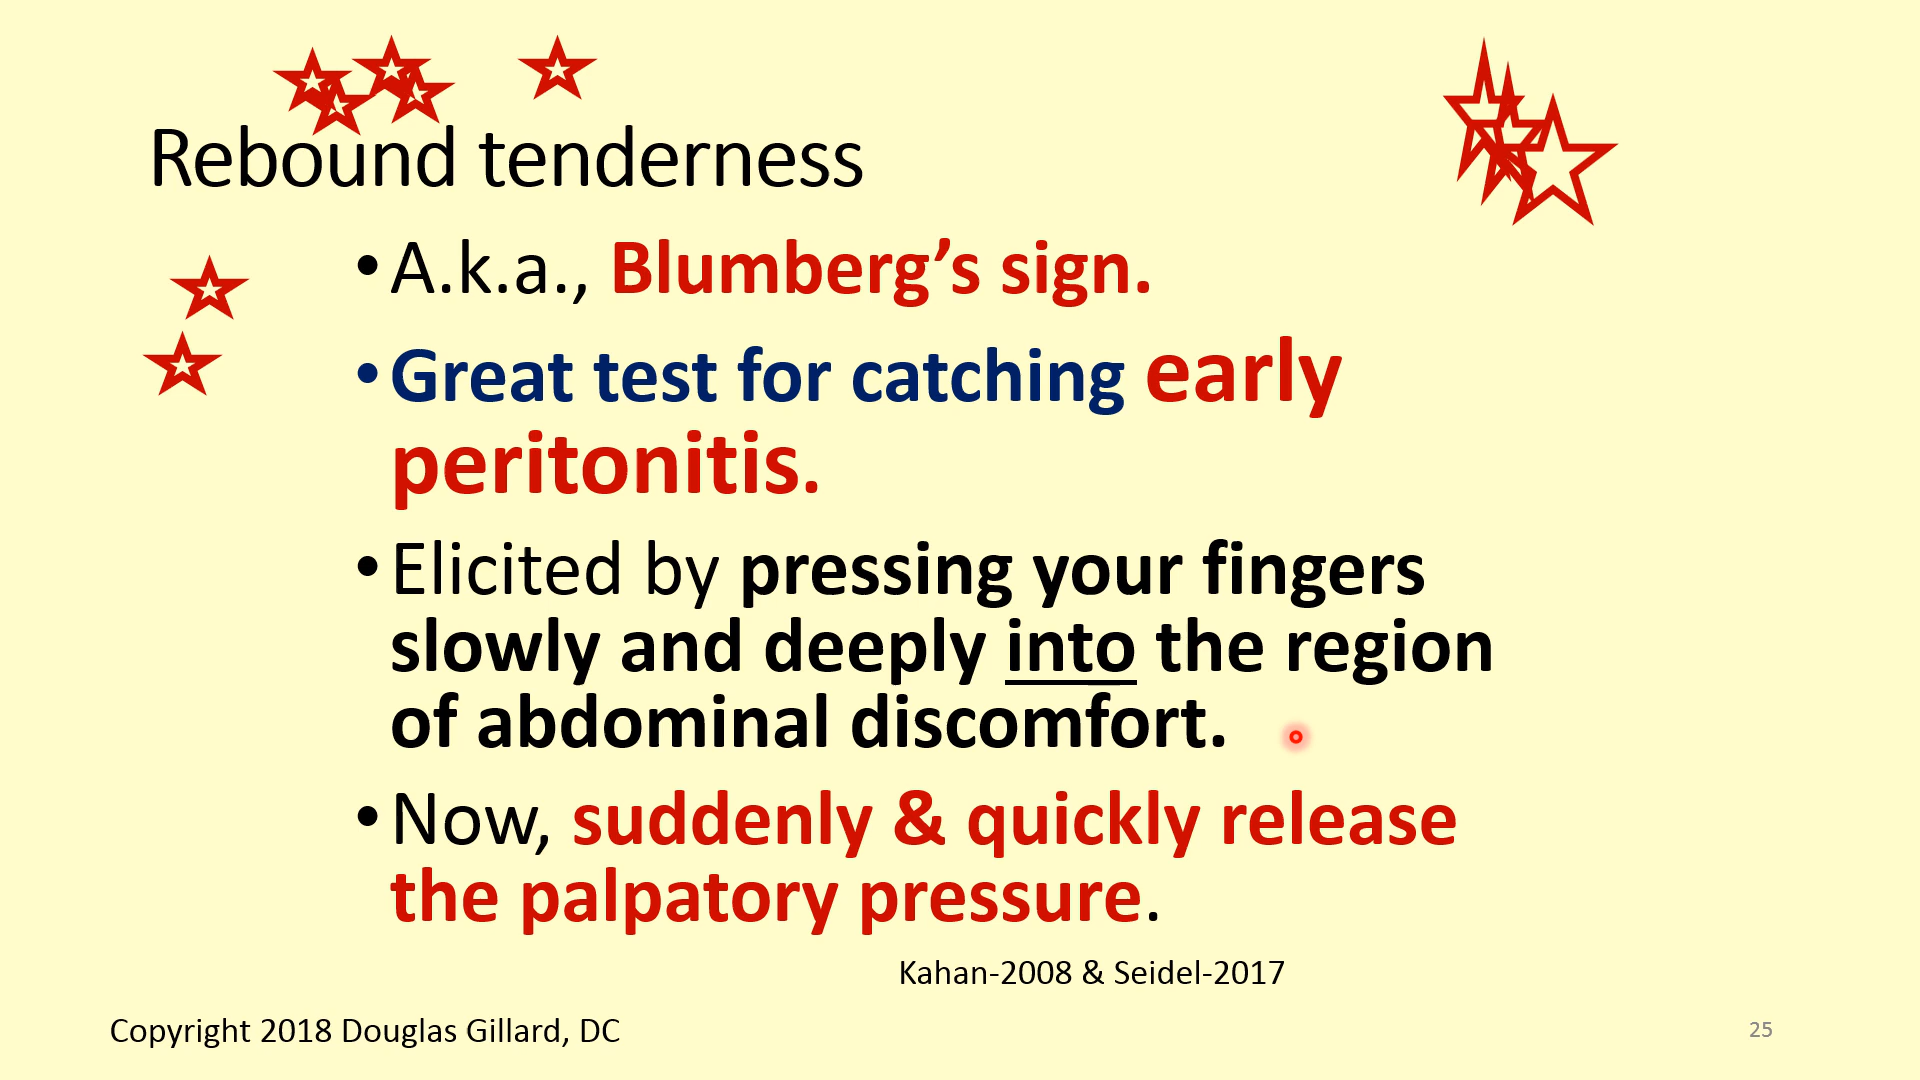 Rebound tenderness
•A.k.a., Blumberg’s sign.
•Great test for catching early
peritonitis.
•Elicited by pressing your fingers
slowly and deeply into the region
of abdominal discomfort.
•Now, suddenly & quickly release
the palpatory pressure.
Kahan-2008 & Seidel-2017
Copyright 2018 Douglas Gillard, DC
25